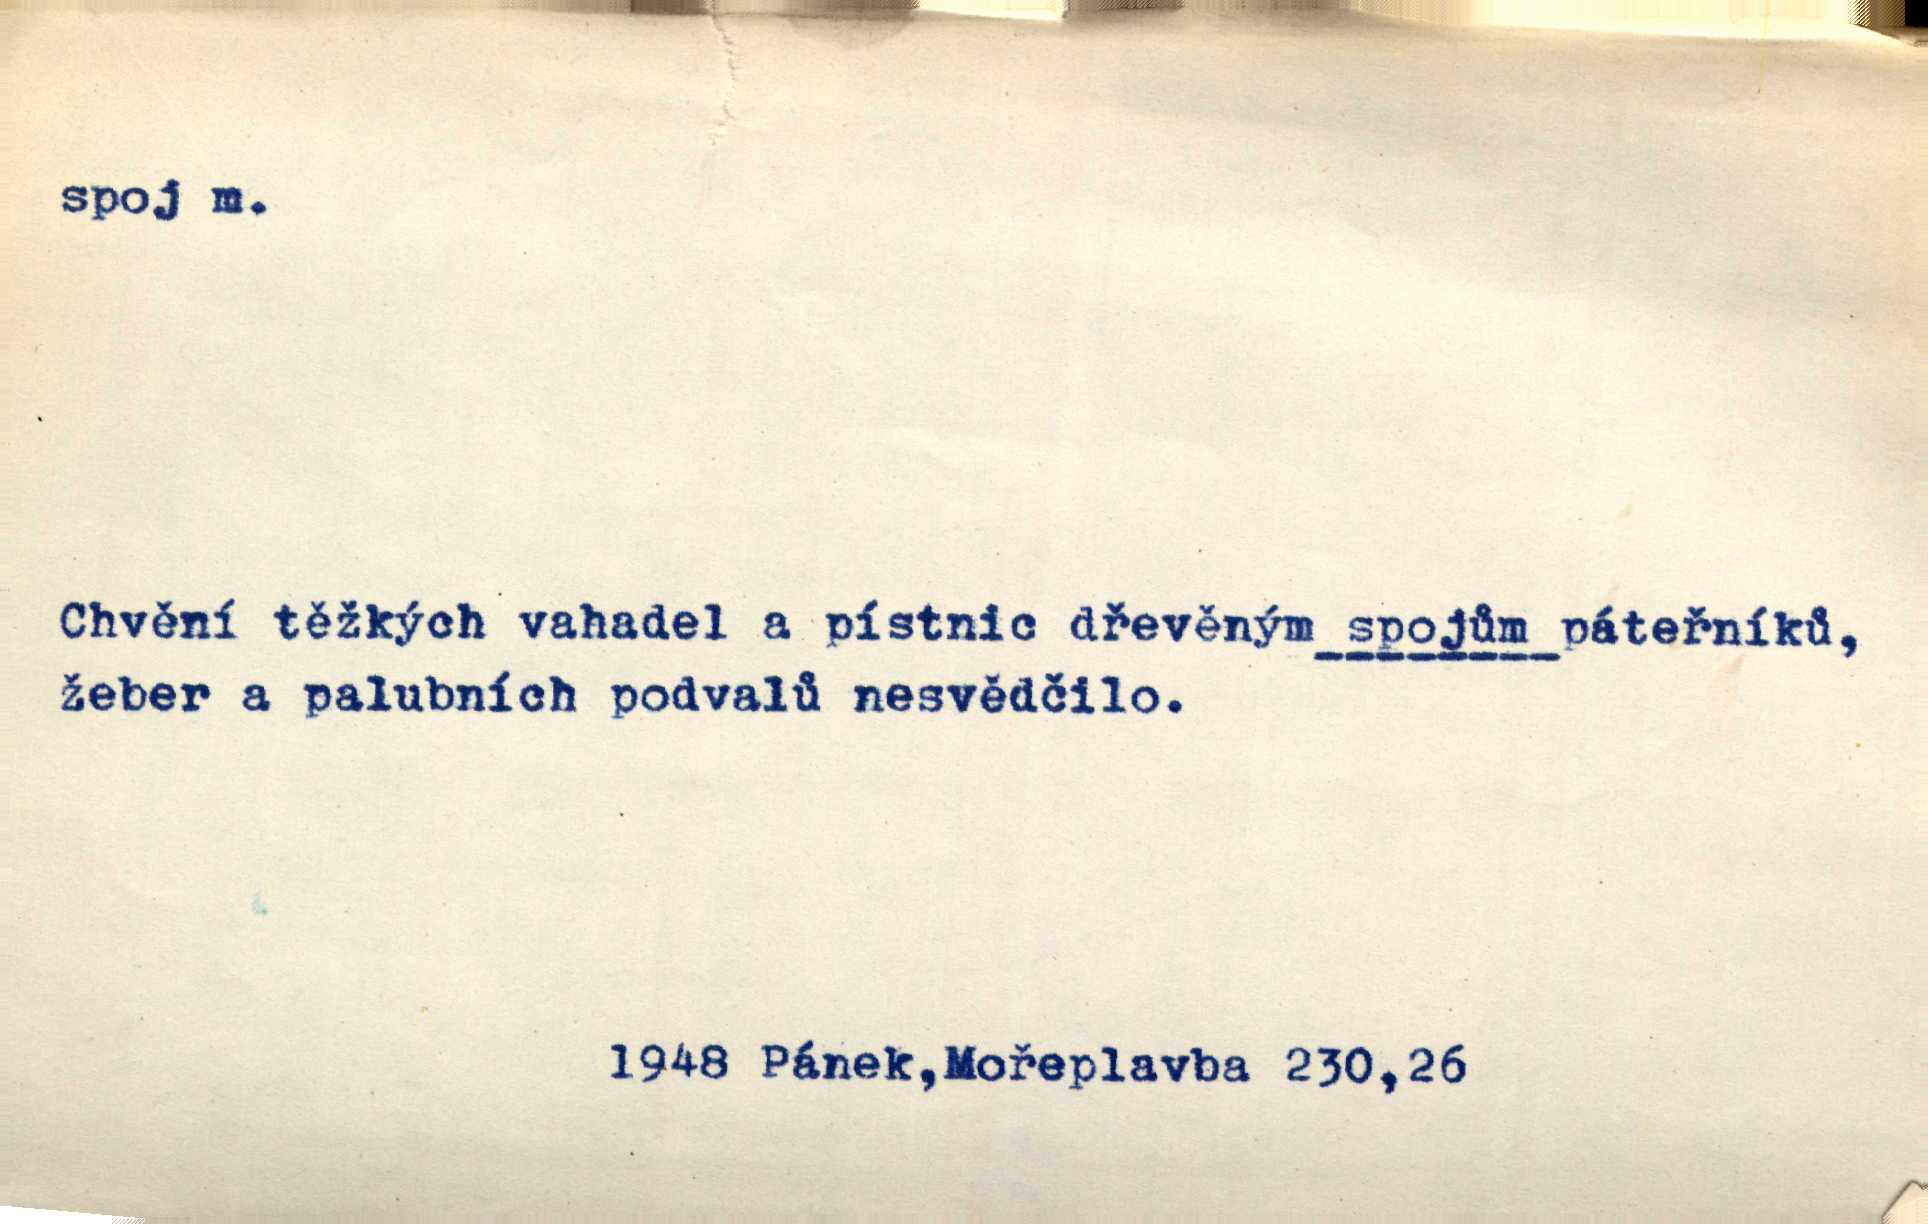 spoj m.
Chvění těžkých vahadel a pístnic dřevěným spojům páteřníků,
žeber a palubních podvalů nesvědčilo.
1948 Pánek,Mořeplavba 230,26